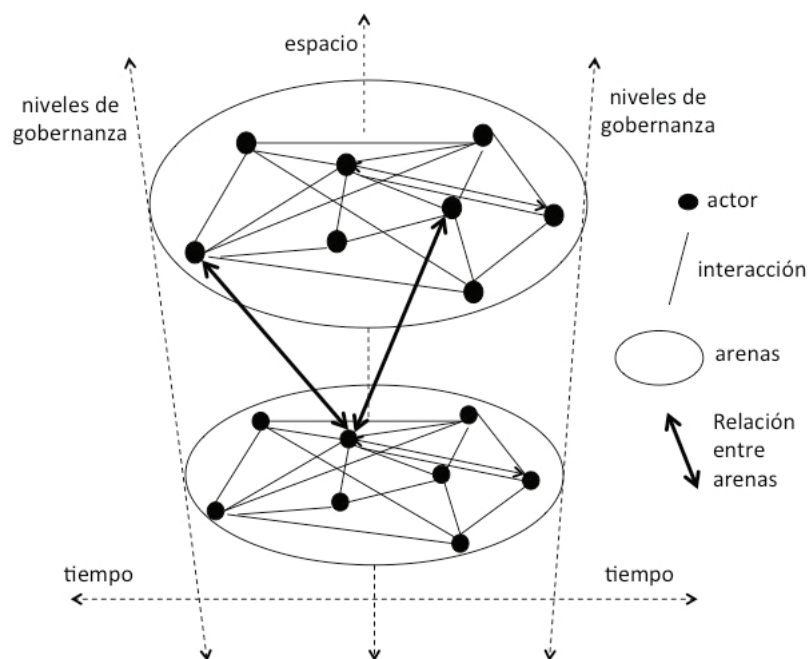 espacio
niveles de
gobernanza
niveles de
gobernanza
actor
interacción
arenas
Relación
entre
arenas
tiempo
tiempo